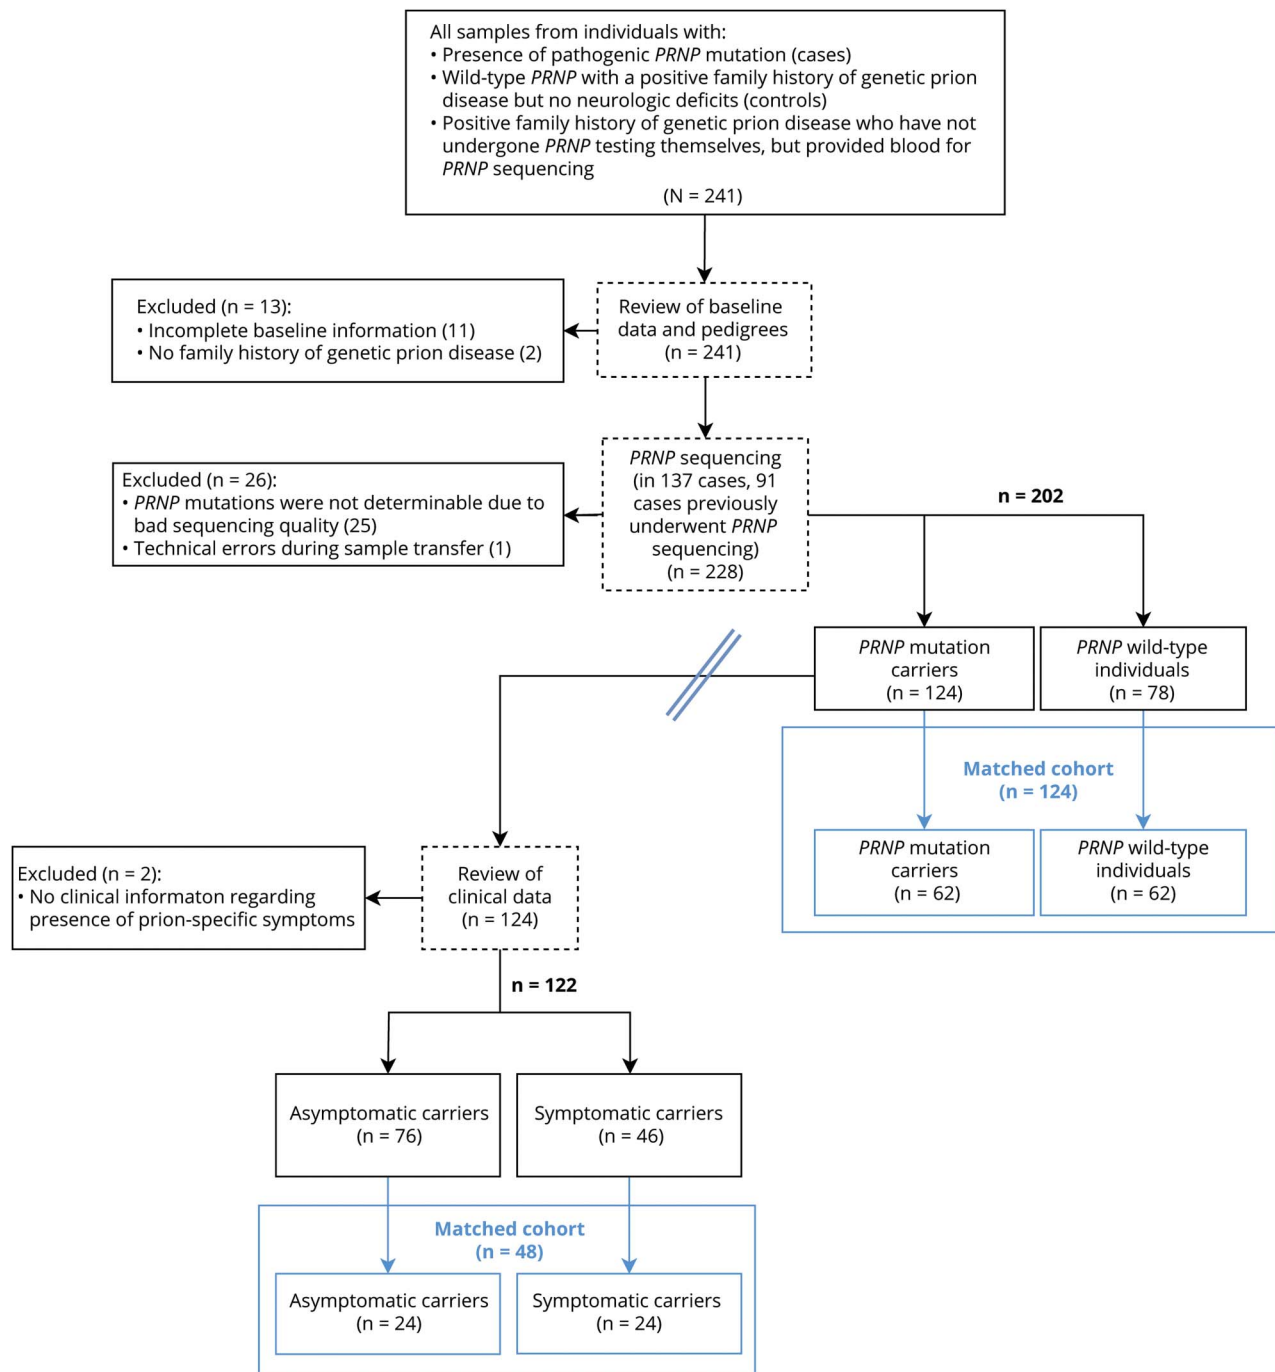 All samples from individuals with:
• Presence of pathogenic PRNP mutation (cases)
• Wild-type PRNP with a positive family history of genetic prion
disease but no neurologic deficits (controls)
• Positive family history of genetic prion disease who have not
undergone PRNP testing themselves, but provided blood for
PRNP sequencing
(N = 241)
Excluded (n = 13):
• Incomplete baseline information (11)
• No family history of genetic prion disease (2)
Review of baseline
data and pedigrees
(n = 241)
Excluded (n = 26):
• PRNP mutations were not determinable due to
bad sequencing quality (25)
• Technical errors during sample transfer (1)
PRNP sequencing
(in 137 cases, 91
cases previously
underwent PRNP
sequencing)
(n = 228)
n = 202
PRNP mutation
carriers
(n = 124)
PRNP wild-type
individuals
(n = 78)
Matched cohort
(n = 124)
PRNP mutation
carriers
(n = 62)
PRNP wild-type
individuals
(n = 62)
Excluded (n = 2):
• No clinical informaton regarding
presence of prion-specific symptoms
Review of
clinical data
(n = 124)
n = 122
Asymptomatic carriers
(n = 76)
Symptomatic carriers
(n = 46)
Matched cohort
(n = 48)
Asymptomatic carriers
(n = 24)
Symptomatic carriers
(n = 24)